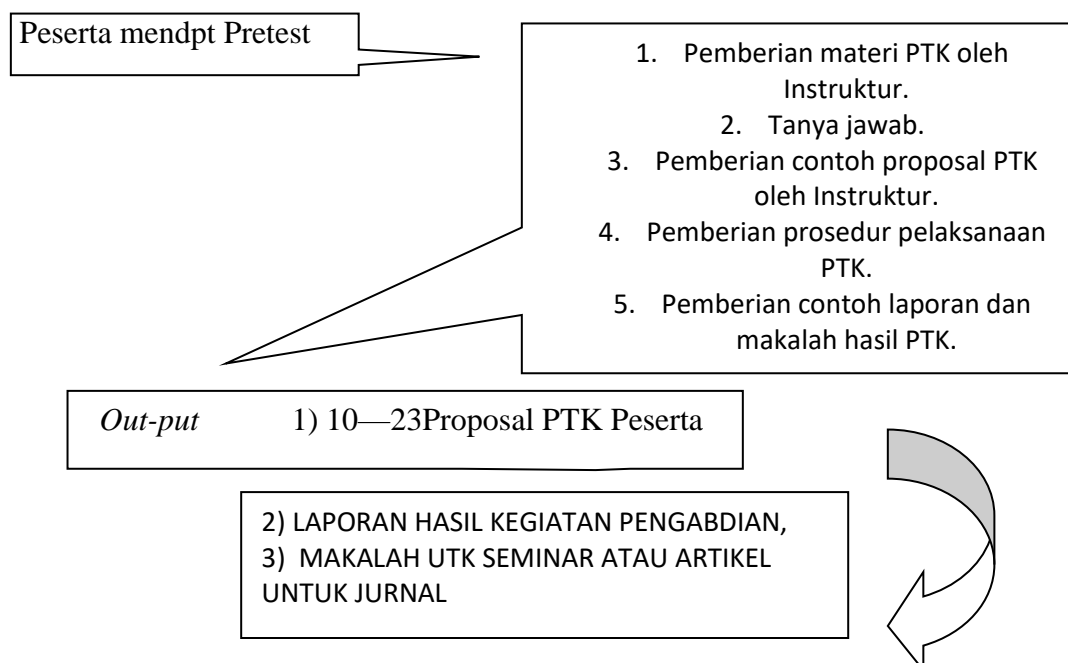 Peserta mendpt Pretest
1. Pemberian materi PTK oleh
Instruktur.
2. Tanya jawab.
3. Pemberian contoh proposal PTK
oleh Instruktur.
4. Pemberian prosedur pelaksanaan
PTK.
5. Pemberian contoh laporan dan
makalah hasil PTK.
Out-put 1) 10—23Proposal PTK Peserta
2) LAPORAN HASIL KEGIATAN PENGABDIAN,
3) MAKALAH UTK SEMINAR ATAU ARTIKEL
UNTUK JURNAL